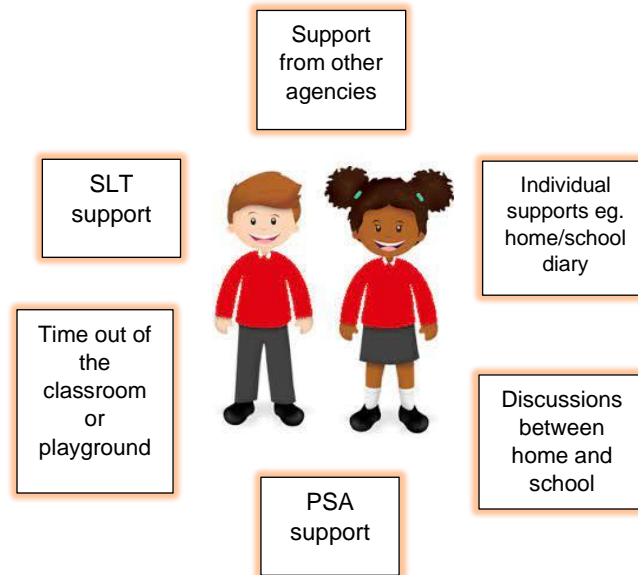 Support
from other
agencies
SLT
support
Individual
supports eg.
home/school
diary
Time out of
the
classroom
or
playground
Discussions
between
home and
school
PSA
support